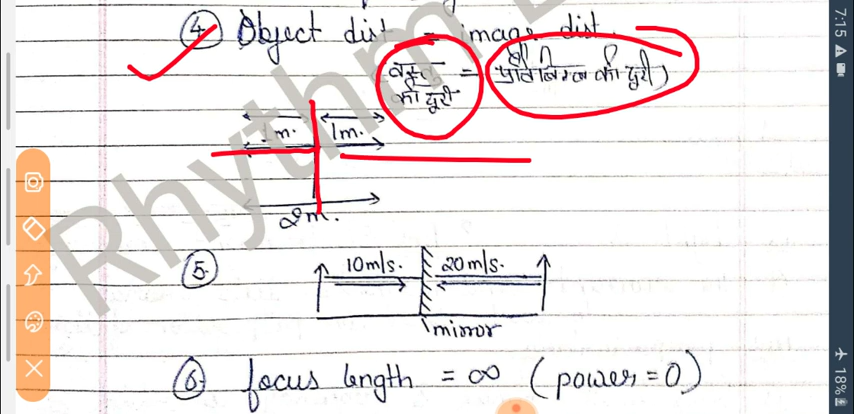 ④ Object dist = image dist.
वस्तु की दूरी = प्रतिबिम्ब की दूरी)
1m. 1m.
2m.
⑤ 10m/s. 20m/s.
mirror
⑥ focus length = ∞ (power = 0)
Rhythm
7:15
18%